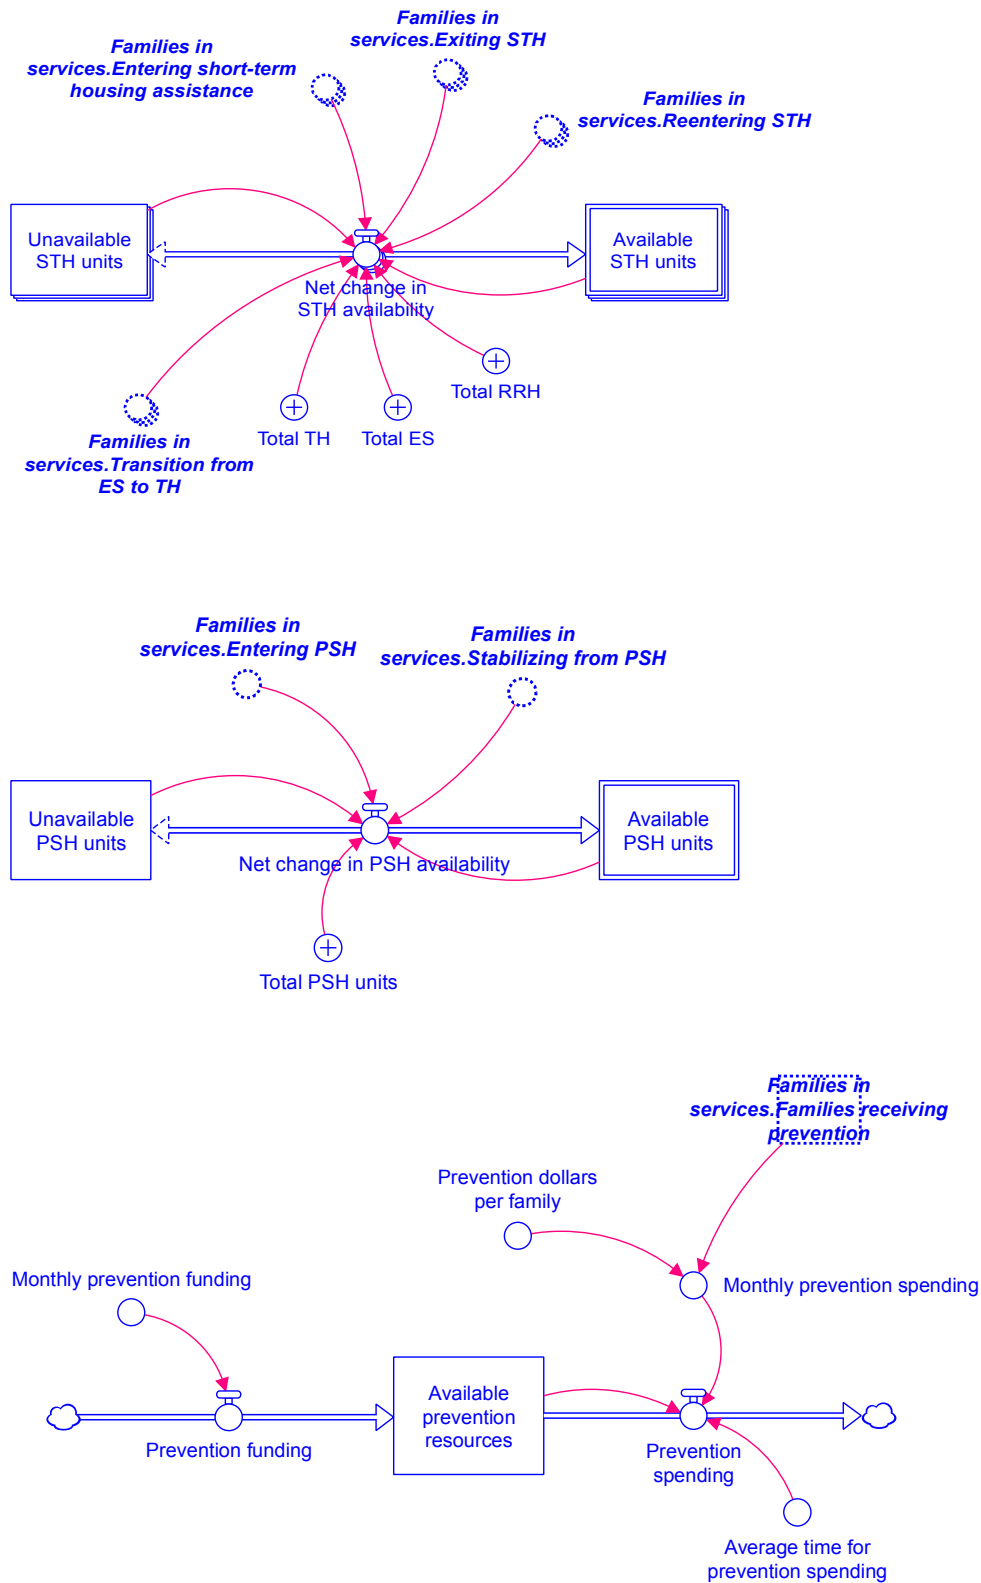 Families in
services.Exiting STH
Families in
services.Entering short-term
housing assistance
Families in
services.Reentering STH
Unavailable
STH units
Available
STH units
Net change in
STH availability
Total RRH
Total TH
Total ES
Families in
services.Transition from
ES to TH
Families in
services.Entering PSH
Families in
services.Stabilizing from PSH
Unavailable
PSH units
Available
PSH units
Net change in PSH availability
Total PSH units
Families in
services.Families receiving
prevention
Prevention dollars
per family
Monthly prevention funding
Monthly prevention spending
Available
prevention
resources
Prevention funding
Prevention
spending
Average time for
prevention spending